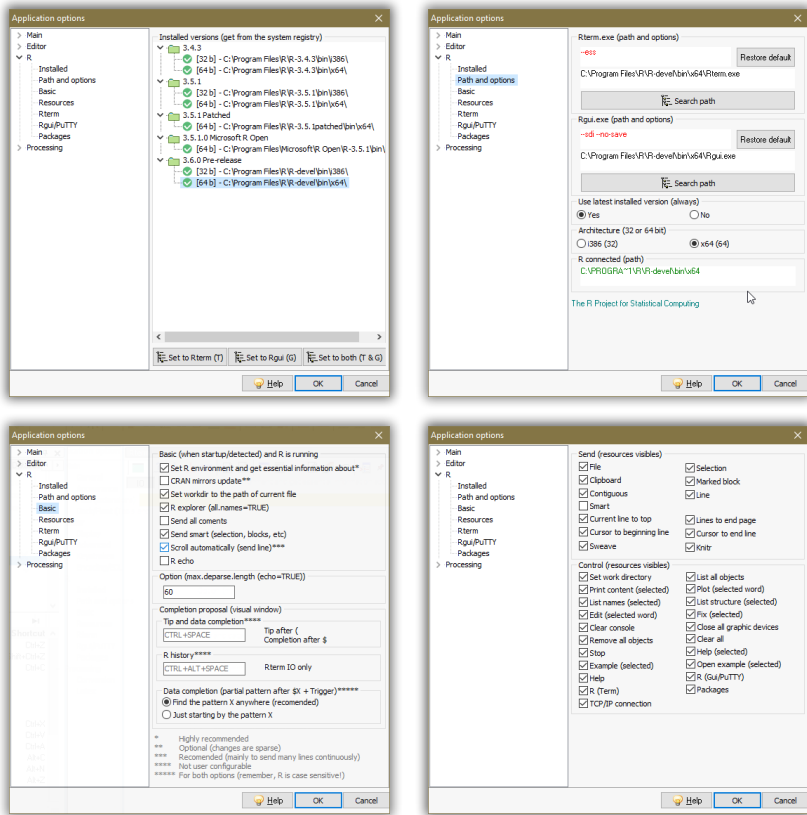 Application options
Main
Editor
R
Installed
Path and options
Basic
Resources
Rterm
Rgui/PuTTY
Packages
Processing
Installed versions (get from the system registry)
3.4.3
[32 b] - C:\Program Files\R\R-3.4.3\bin\i386\
[64 b] - C:\Program Files\R\R-3.4.3\bin\x64\
3.5.1
[32 b] - C:\Program Files\R\R-3.5.1\bin\i386\
[64 b] - C:\Program Files\R\R-3.5.1\bin\x64\
3.5.1 Patched
[64 b] - C:\Program Files\R\R-3.5.1patched\bin\x64\
3.5.1.0 Microsoft R Open
[64 b] - C:\Program Files\Microsoft\R Open\R-3.5.1\bin\
3.6.0 Pre-release
[32 b] - C:\Program Files\R\R-devel\bin\i386\
[64 b] - C:\Program Files\R\R-devel\bin\x64\
Set to Rterm (T) Set to Rgui (G) Set to both (T & G)
Help OK Cancel
Application options
Main
Editor
R
Installed
Path and options
Basic
Resources
Rterm
Rgui/PuTTY
Packages
Processing
Rterm.exe (path and options)
--ess
Restore default
C:\Program Files\R\R-devel\bin\x64\Rterm.exe
Search path
Rgui.exe (path and options)
--sdi --no-save
Restore default
C:\Program Files\R\R-devel\bin\x64\Rgui.exe
Search path
Use latest installed version (always)
Yes No
Architecture (32 or 64 bit)
i386 (32) x64 (64)
R connected (path)
C:\PROGRA~1\R\R-devel\bin\x64
The R Project for Statistical Computing
Help OK Cancel
Application options
Main
Editor
R
Installed
Path and options
Basic
Resources
Rterm
Rgui/PuTTY
Packages
Processing
Basic (when startup/detected) and R is running
Set R environment and get essential information about*
CRAN mirrors update**
Set workdir to the path of current file
R explorer (all.names=TRUE)
Send all coments
Send smart (selection, blocks, etc)
Scroll automatically (send line)***
R echo
Option (max.deparse.length (echo=TRUE))
60
Completion proposal (visual window)
Tip and data completion****
CTRL+SPACE
Tip after (
Completion after $
R history****
CTRL+ALT+SPACE Rterm IO only
Data completion (partial pattern after $X + Trigger)*****
Find the pattern X anywhere (recomended)
Just starting by the pattern X
* Highly recommended
** Optional (changes are sparse)
*** Recomended (mainly to send many lines continuously)
**** Not user configurable
***** For both options (remember, R is case sensitive!)
Help OK Cancel
Application options
Main
Editor
R
Installed
Path and options
Basic
Resources
Rterm
Rgui/PuTTY
Packages
Processing
Send (resources visibles)
File Selection
Clipboard Marked block
Contiguous Line
Smart
Current line to top Lines to end page
Cursor to beginning line Cursor to end line
Sweave Knitr
Control (resources visibles)
Set work directory List all objects
Print content (selected) Plot (selected word)
List names (selected) List structure (selected)
Edit (selected word) Fix (selected)
Clear console Close all graphic devices
Remove all objects Clear all
Stop Help (selected)
Example (selected) Open example (selected)
Help R (Gui/PuTTY)
R (Term) Packages
TCP/IP connection
Help OK Cancel